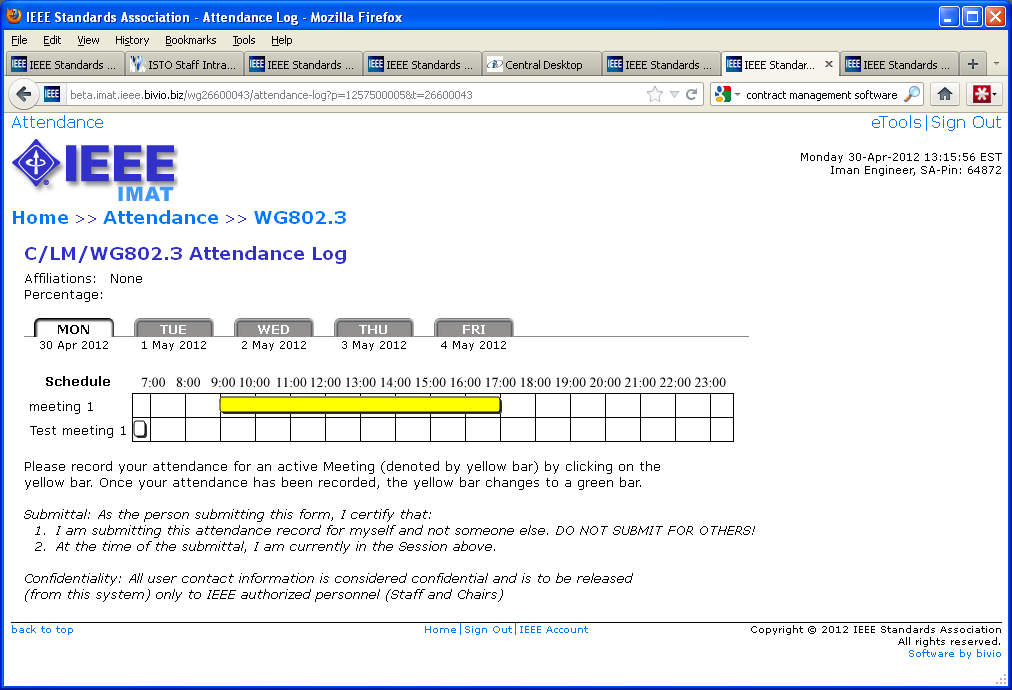 IEEE Standards Association - Attendance Log - Mozilla Firefox
File Edit View History Bookmarks Tools Help
IEEE Standards ... ISTO Staff Intra... IEEE Standards ... IEEE Standards ... Central Desktop IEEE Standards ... IEEE Standar... IEEE Standards ...
IEEE beta.imat.ieee.bivio.biz/wg26600043/attendance-log?p=1257500005&t=26600043 contract management software
Attendance eTools|Sign Out
IEEE
IMAT
Monday 30-Apr-2012 13:15:56 EST
Iman Engineer, SA-Pin: 64872
Home >> Attendance >> WG802.3
C/LM/WG802.3 Attendance Log
Affiliations: None
Percentage:
MON TUE WED THU FRI
30 Apr 2012 1 May 2012 2 May 2012 3 May 2012 4 May 2012
Schedule 7:00 8:00 9:00 10:00 11:00 12:00 13:00 14:00 15:00 16:00 17:00 18:00 19:00 20:00 21:00 22:00 23:00
meeting 1
Test meeting 1
Please record your attendance for an active Meeting (denoted by yellow bar) by clicking on the
yellow bar. Once your attendance has been recorded, the yellow bar changes to a green bar.
Submittal: As the person submitting this form, I certify that:
1. I am submitting this attendance record for myself and not someone else. DO NOT SUBMIT FOR OTHERS!
2. At the time of the submittal, I am currently in the Session above.
Confidentiality: All user contact information is considered confidential and is to be released
(from this system) only to IEEE authorized personnel (Staff and Chairs)
back to top Home|Sign Out|IEEE Account Copyright © 2012 IEEE Standards Association
All rights reserved.
Software by bivio